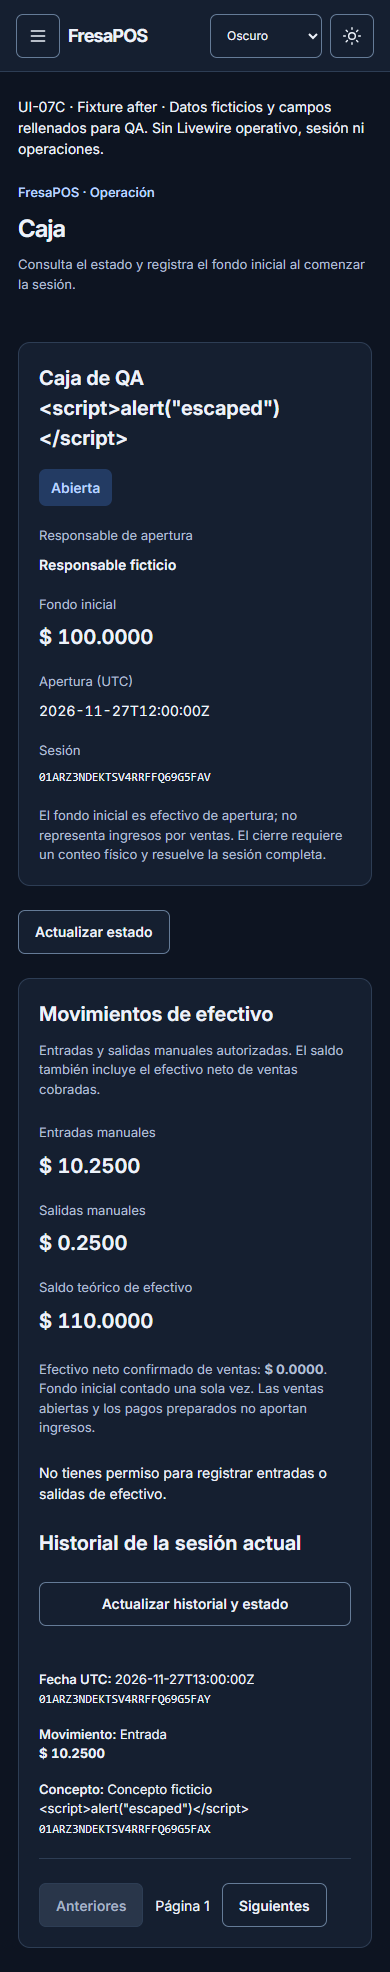 FresaPOS
Oscuro
UI-07C · Fixture after · Datos ficticios y campos
rellenados para QA. Sin Livewire operativo, sesión ni
operaciones.
FresaPOS · Operación
Caja
Consulta el estado y registra el fondo inicial al comenzar
la sesión.
Caja de QA
<script>alert("escaped")
</script>
Abierta
Responsable de apertura
Responsable ficticio
Fondo inicial
$ 100.0000
Apertura (UTC)
2026-11-27T12:00:00Z
Sesión
01ARZ3NDEKTSV4RRFFQ69G5FAV
El fondo inicial es efectivo de apertura; no
representa ingresos por ventas. El cierre requiere
un conteo físico y resuelve la sesión completa.
Actualizar estado
Movimientos de efectivo
Entradas y salidas manuales autorizadas. El saldo
también incluye el efectivo neto de ventas
cobradas.
Entradas manuales
$ 10.2500
Salidas manuales
$ 0.2500
Saldo teórico de efectivo
$ 110.0000
Efectivo neto confirmado de ventas: $ 0.0000.
Fondo inicial contado una sola vez. Las ventas
abiertas y los pagos preparados no aportan
ingresos.
No tienes permiso para registrar entradas o
salidas de efectivo.
Historial de la sesión actual
Actualizar historial y estado
Fecha UTC: 2026-11-27T13:00:00Z
01ARZ3NDEKTSV4RRFFQ69G5FAY
Movimiento: Entrada
$ 10.2500
Concepto: Concepto ficticio
<script>alert("escaped")</script>
01ARZ3NDEKTSV4RRFFQ69G5FAX
Anteriores
Página 1
Siguientes